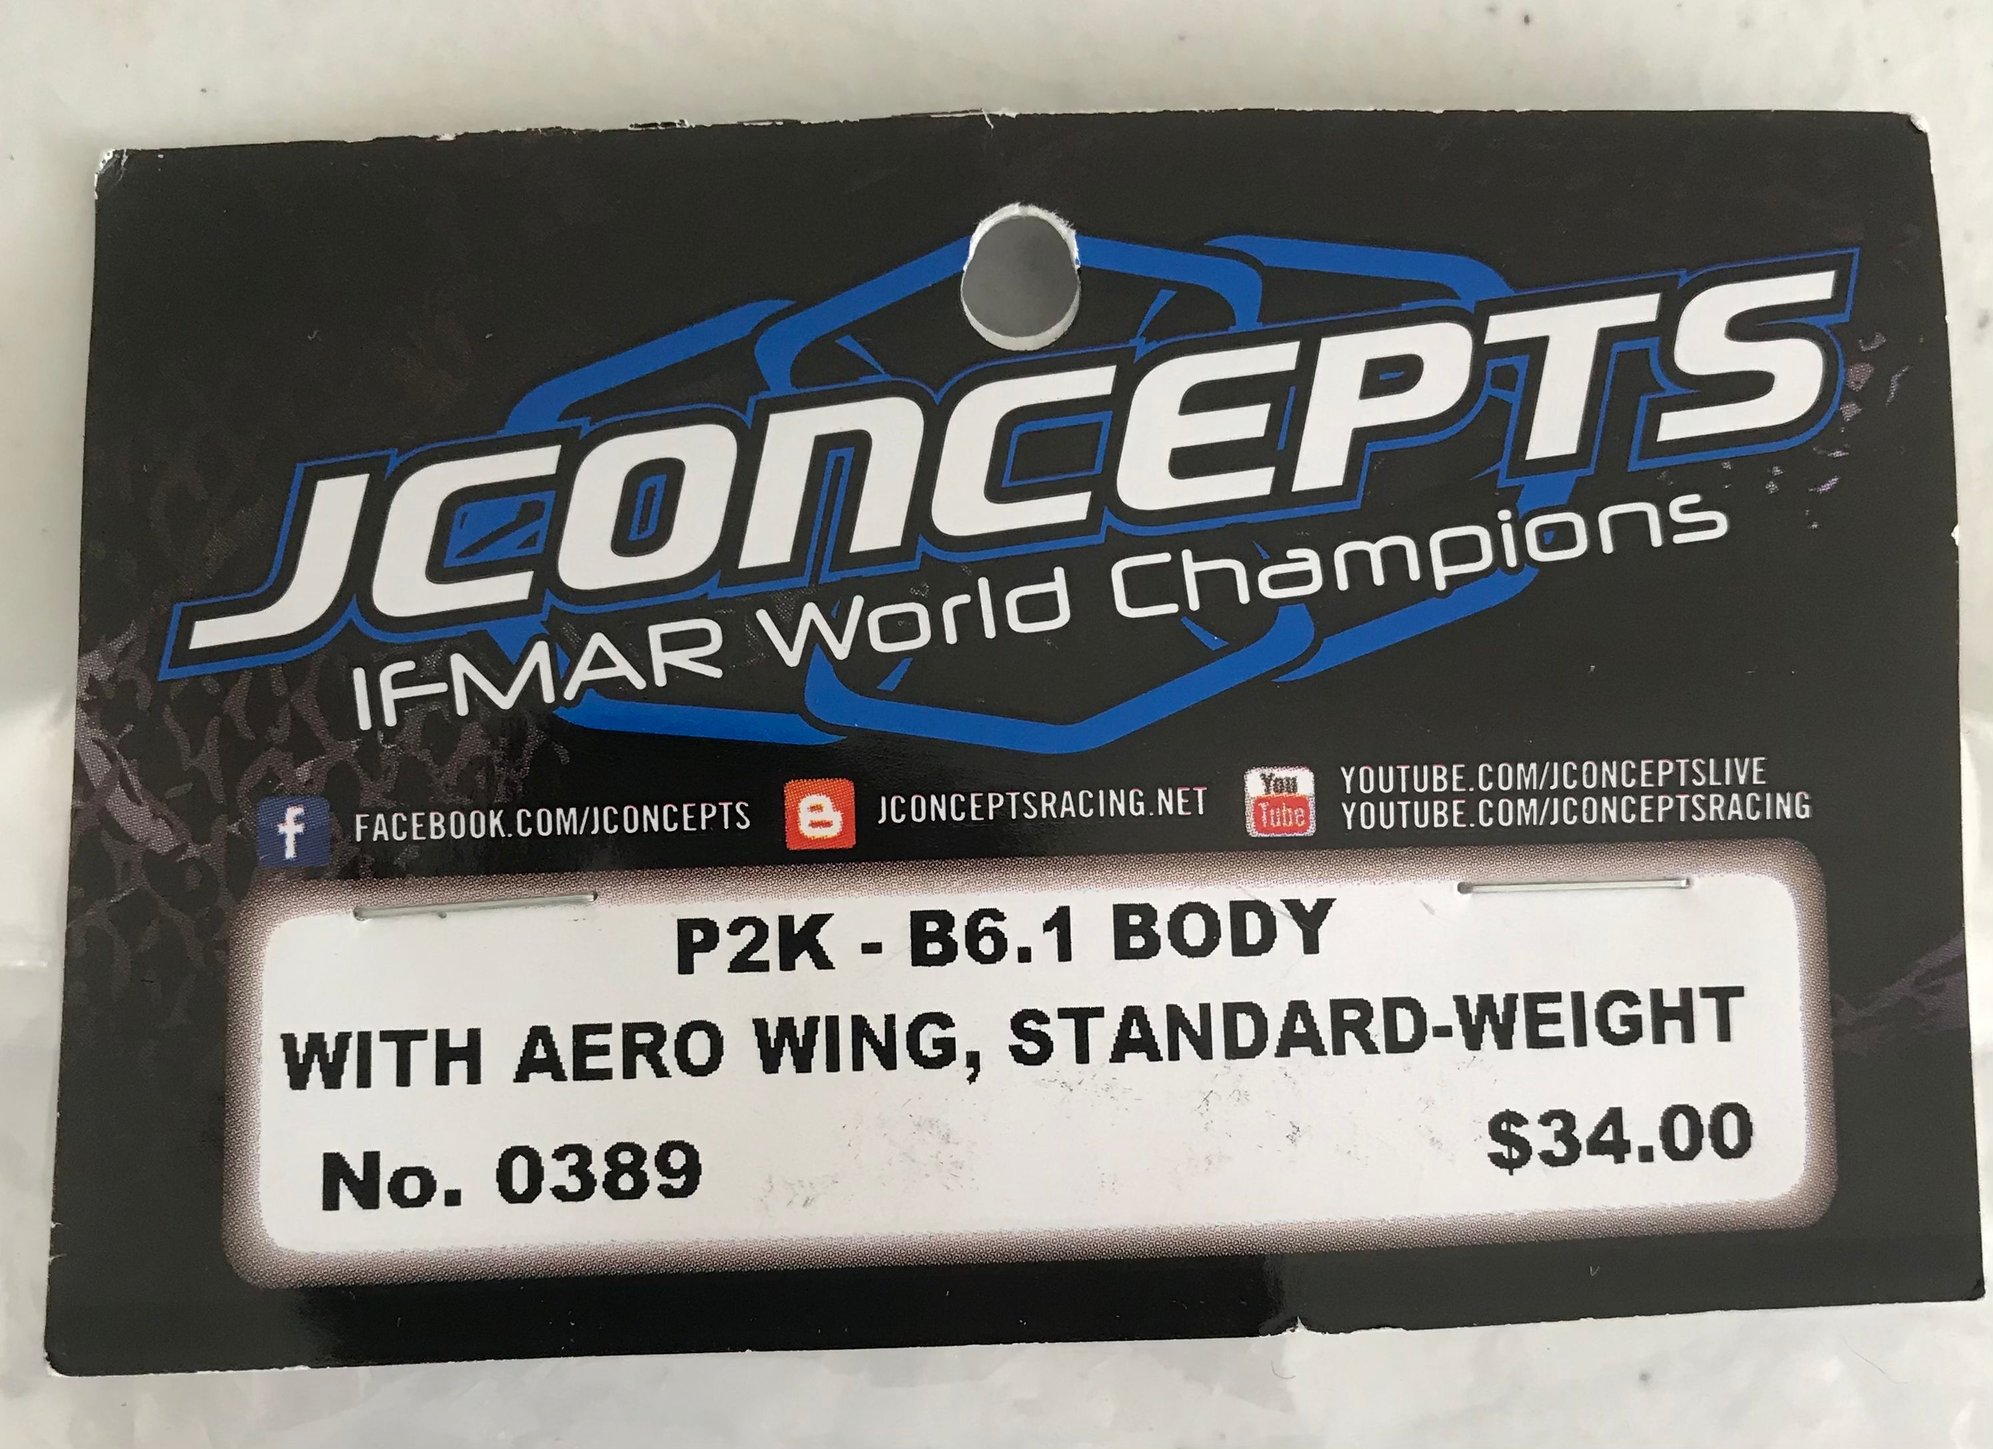 JCONCEPTS
IFMAR World Champions
f FACEBOOK.COM/JCONCEPTS
JCONCEPTSRACING.NET
You Tube
YOUTUBE.COM/JCONCEPTSLIVE
YOUTUBE.COM/JCONCEPTSRACING
P2K - B6.1 BODY
WITH AERO WING, STANDARD-WEIGHT
No. 0389 $34.00